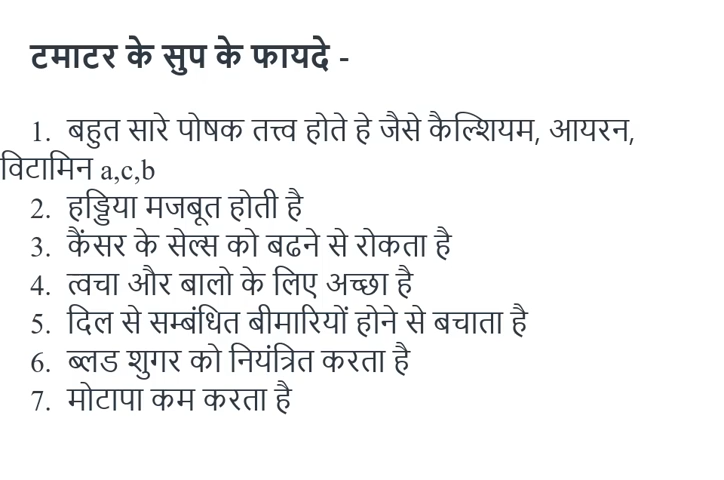 टमाटर के सुप के फायदे -
1. बहुत सारे पोषक तत्त्व होते हे जैसे कैल्शियम, आयरन,
विटामिन a,c,b
2. हड्डिया मजबूत होती है
3. कैंसर के सेल्स को बढने से रोकता है
4. त्वचा और बालो के लिए अच्छा है
5. दिल से सम्बंधित बीमारियों होने से बचाता है
6. ब्लड शुगर को नियंत्रित करता है
7. मोटापा कम करता है